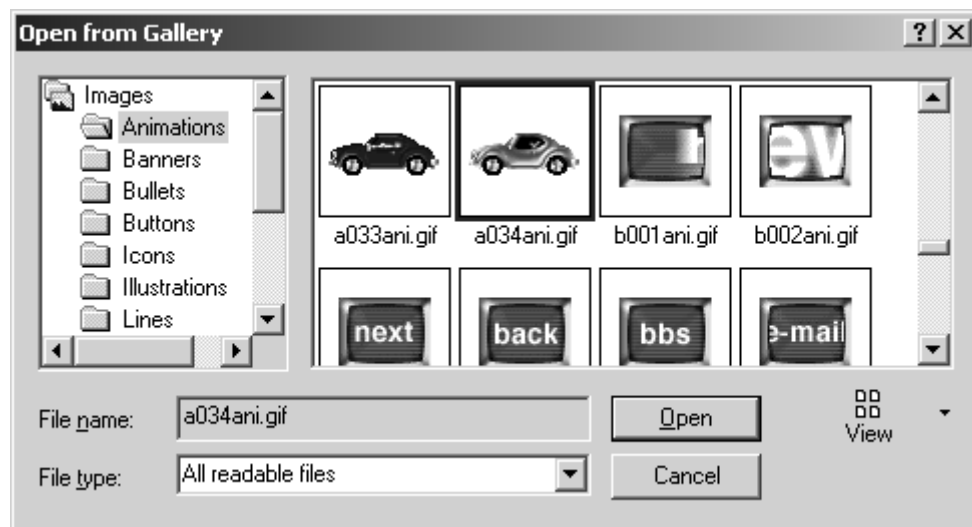 Open from Gallery
Images
Animations
Banners
Bullets
Buttons
Icons
Illustrations
Lines
ev
a033ani.gif a034ani.gif b001ani.gif b002ani.gif
next back bbs e-mail
File name: a034ani.gif Open View
File type: All readable files Cancel